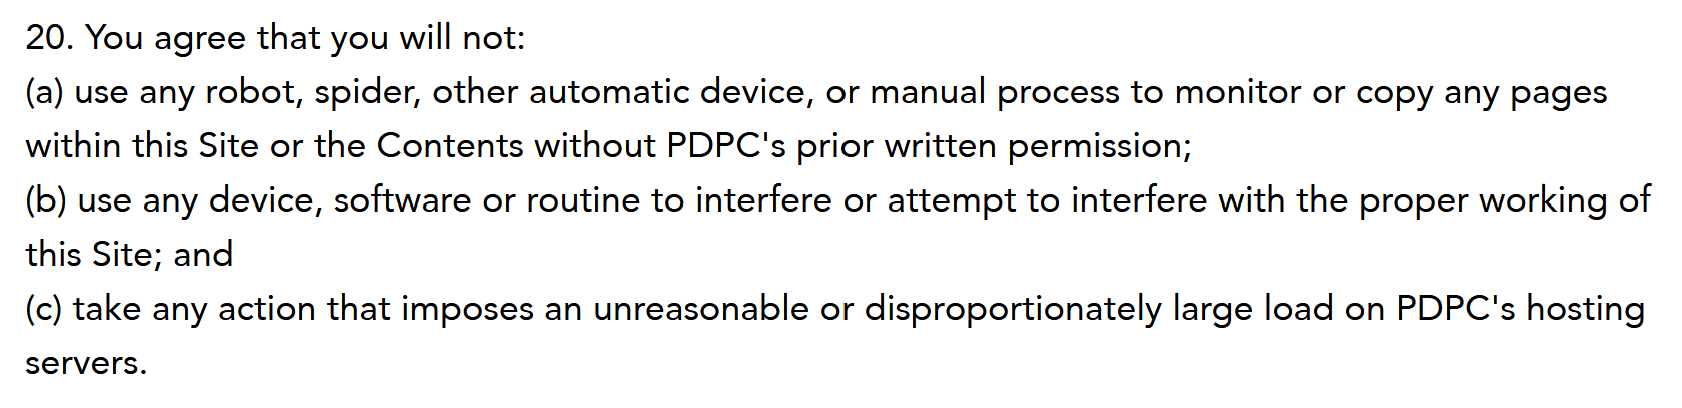 20. You agree that you will not:
(a) use any robot, spider, other automatic device, or manual process to monitor or copy any pages
within this Site or the Contents without PDPC's prior written permission;
(b) use any device, software or routine to interfere or attempt to interfere with the proper working of
this Site; and
(c) take any action that imposes an unreasonable or disproportionately large load on PDPC's hosting
servers.